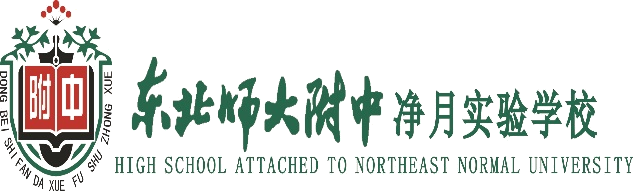 附中
DONG BEI SHI FAN DA XUE FU SHU ZHONG XUE
东北师大附中 净月实验学校
HIGH SCHOOL ATTACHED TO NORTHEAST NORMAL UNIVERSITY